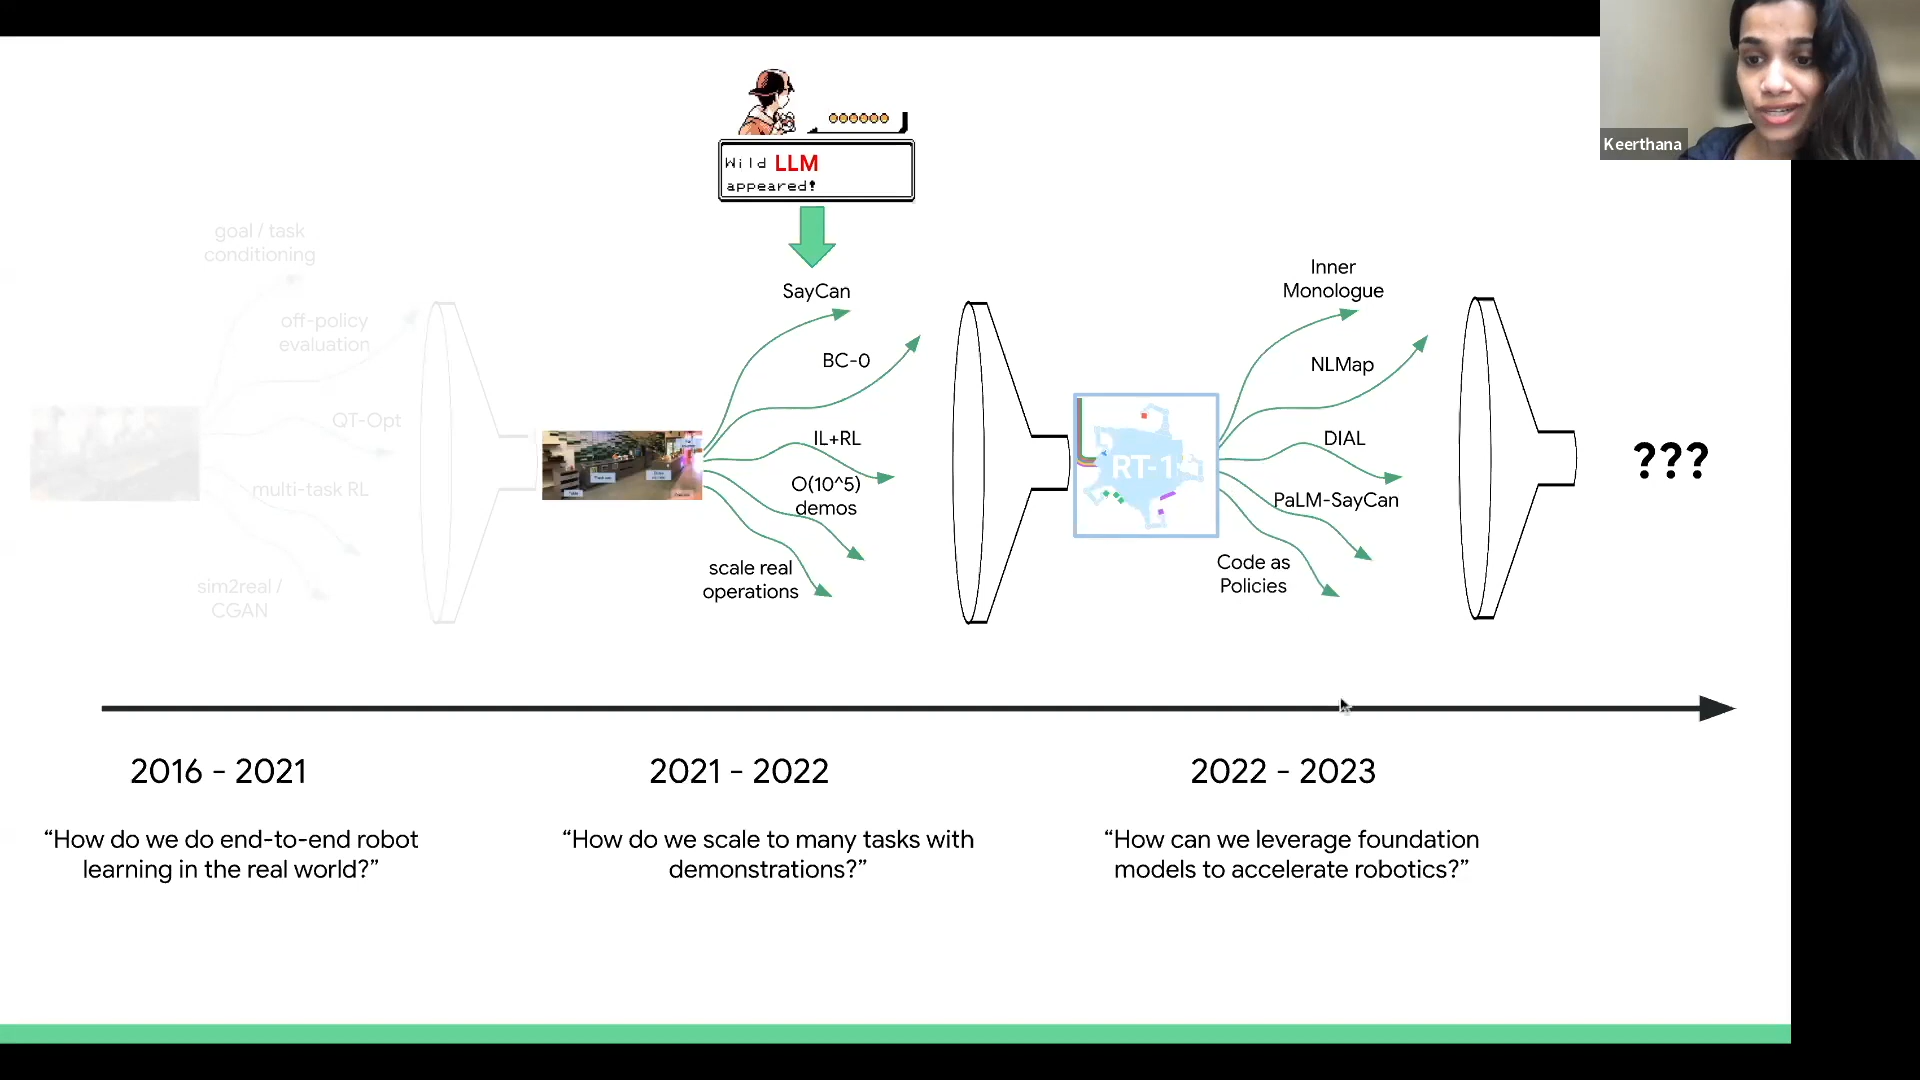 Keerthana
Wild LLM
appeared!
goal / task
conditioning
off-policy
evaluation
QT-Opt
multi-task RL
sim2real /
CGAN
SayCan
BC-0
IL+RL
O(10^5)
demos
scale real
operations
RT-1
Inner
Monologue
NLMap
DIAL
PaLM-SayCan
Code as
Policies
???
2016 - 2021
2021 - 2022
2022 - 2023
“How do we do end-to-end robot
learning in the real world?”
“How do we scale to many tasks with
demonstrations?”
“How can we leverage foundation
models to accelerate robotics?”